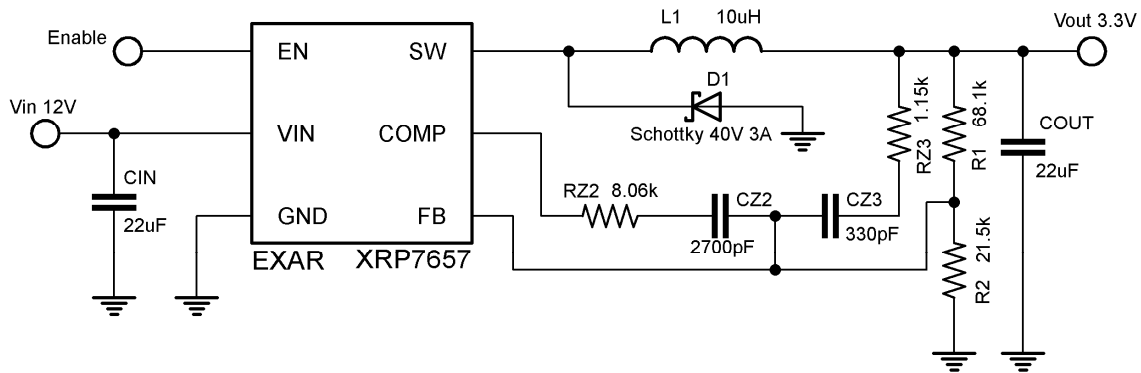 L1 10uH
Vout 3.3V
Enable
EN
SW
D1
Schottky 40V 3A
Vin 12V
VIN
COMP
RZ3 1.15k
R1 68.1k
COUT
22uF
CIN
22uF
RZ2 8.06k
CZ2
2700pF
CZ3
330pF
GND
FB
R2 21.5k
EXAR XRP7657